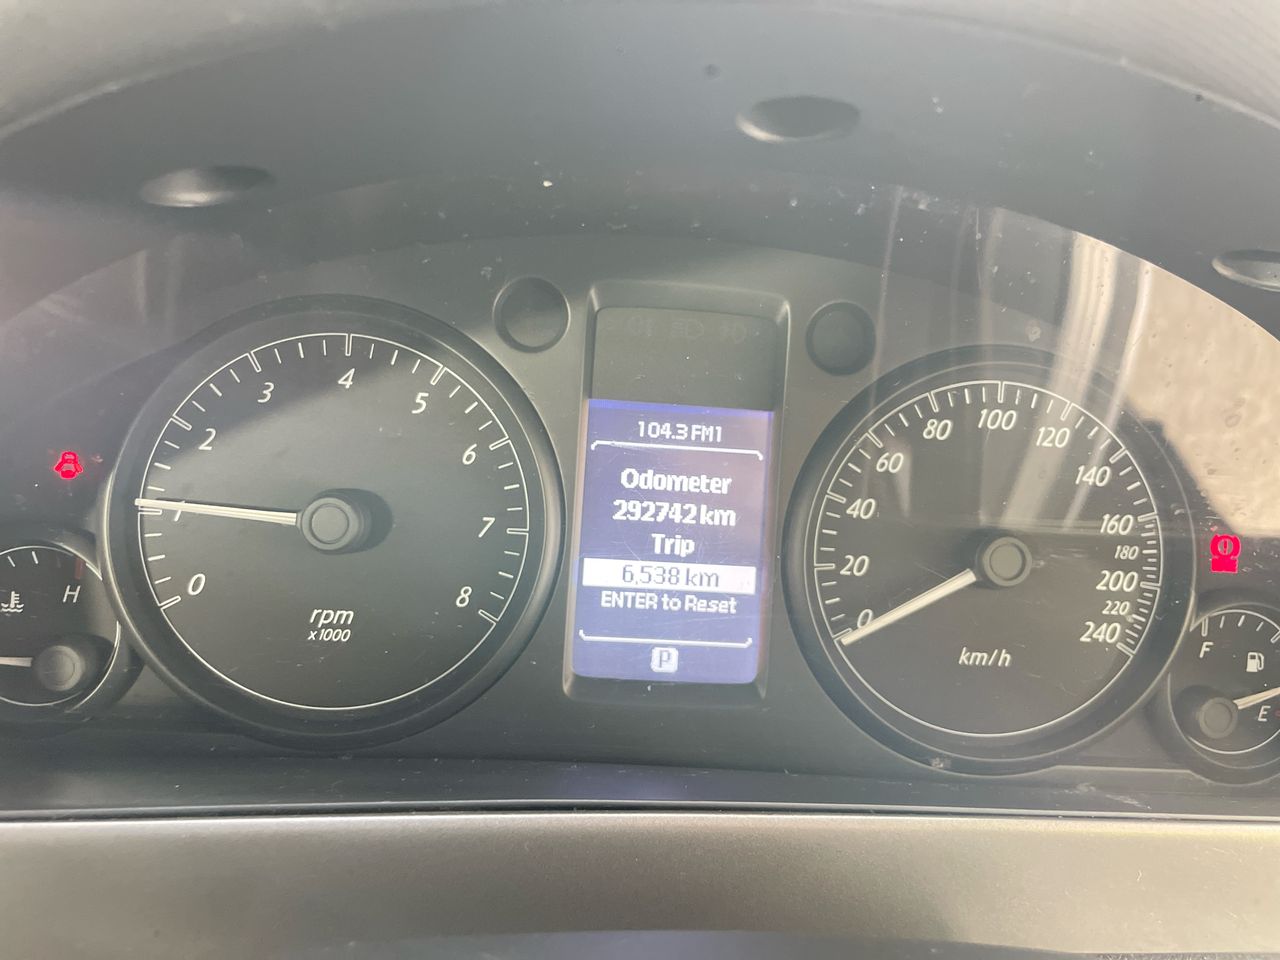 104.3 FM1
Odometer
292742 km
Trip
6,538 km
ENTER to Reset
P
0
1
2
3
4
5
6
7
8
rpm
x1000
0
20
40
60
80
100
120
140
160
180
200
220
240
km/h
H
F
E